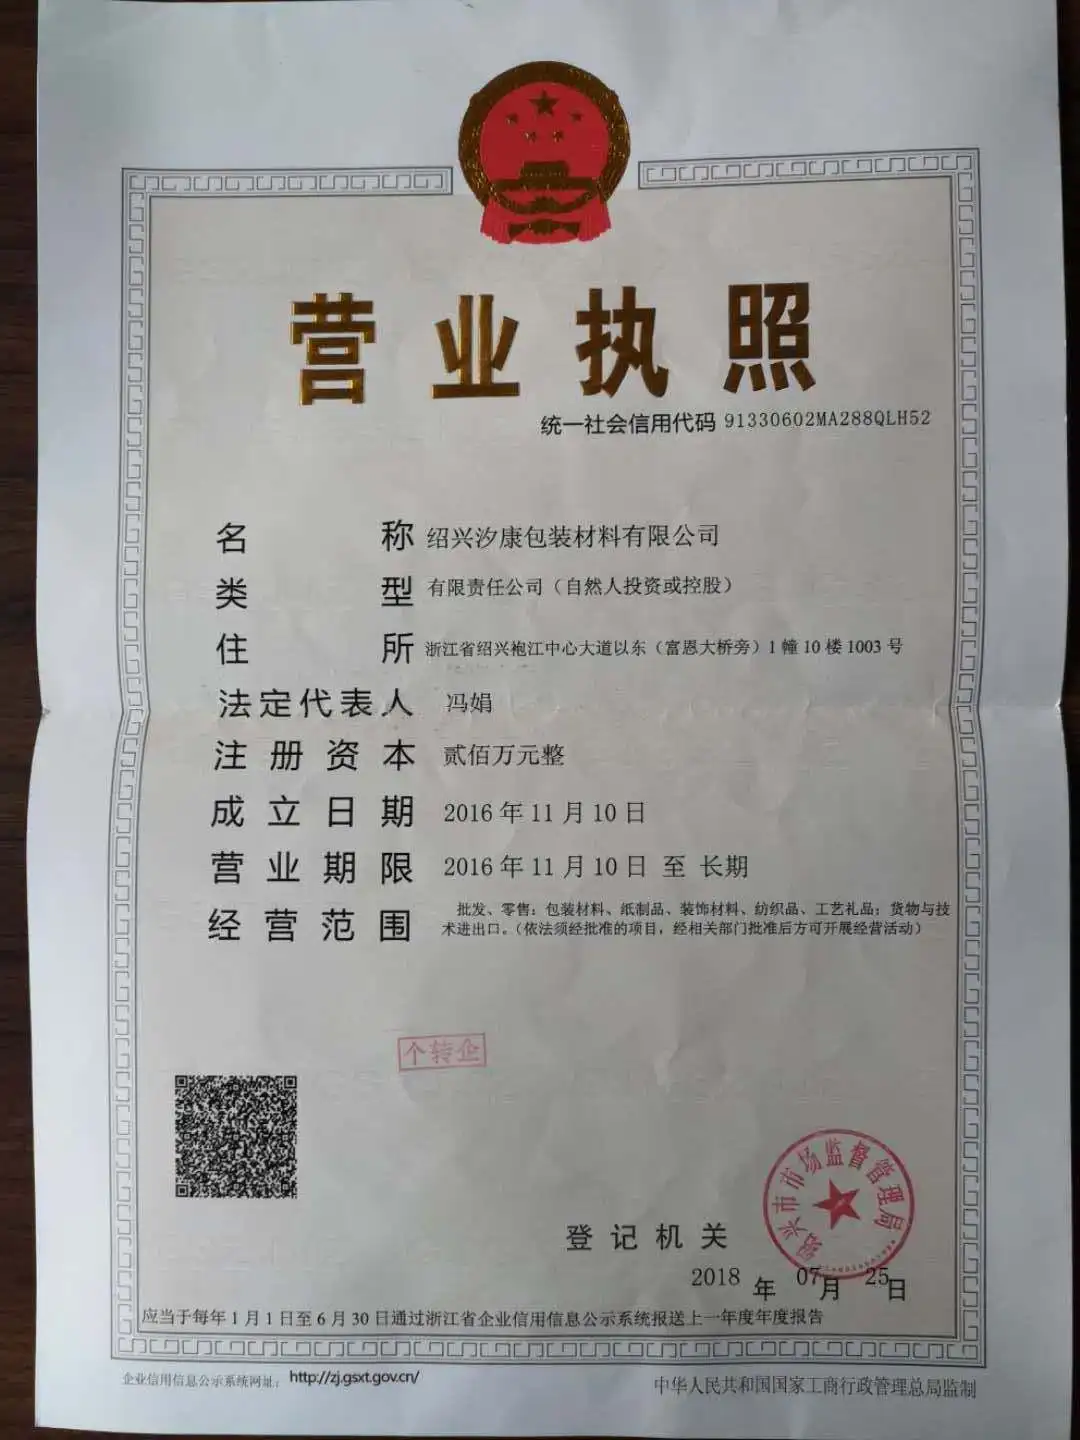 营业执照
统一社会信用代码 91330602MA288QLH52
名称 绍兴汐康包装材料有限公司
类型 有限责任公司（自然人投资或控股）
住所 浙江省绍兴袍江中心大道以东（富恩大桥旁）1幢10楼1003号
法定代表人 冯娟
注册资本 贰佰万元整
成立日期 2016年11月10日
营业期限 2016年11月10日 至 长期
经营范围 批发、零售：包装材料、纸制品、装饰材料、纺织品、工艺礼品；货物与技
术进出口。（依法须经批准的项目，经相关部门批准后方可开展经营活动）
个转企
绍兴市市场监督管理局
登记机关
2018年07月25日
应当于每年1月1日至6月30日通过浙江省企业信用信息公示系统报送上一年度年度报告
企业信用信息公示系统网址： http://zj.gsxt.gov.cn/
中华人民共和国国家工商行政管理总局监制